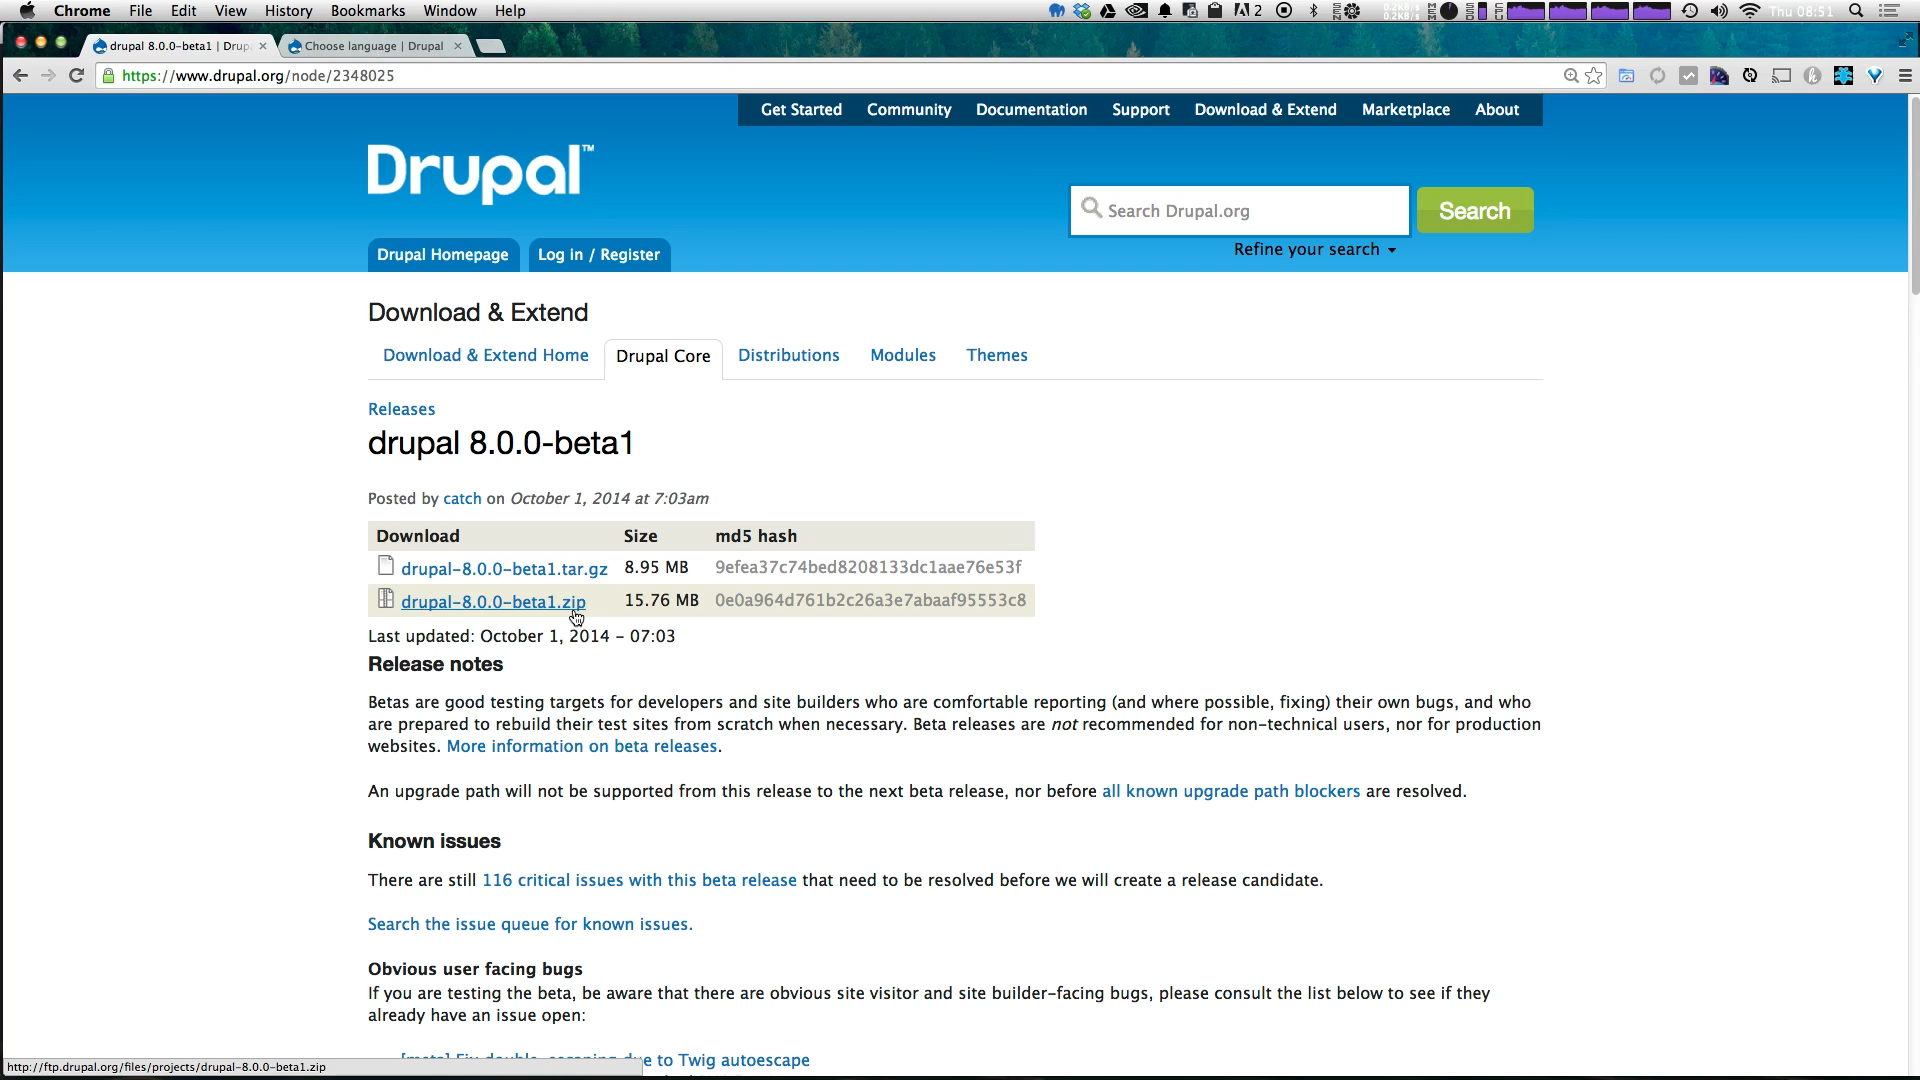 Chrome File Edit View History Bookmarks Window Help 2 Thu 08:51
drupal 8.0.0-beta1 | Drup Choose language | Drupal
https://www.drupal.org/node/2348025
Get Started Community Documentation Support Download & Extend Marketplace About
Drupal™
Search Drupal.org Search
Refine your search
Drupal Homepage Log in / Register
Download & Extend
Download & Extend Home Drupal Core Distributions Modules Themes
Releases
drupal 8.0.0-beta1
Posted by catch on October 1, 2014 at 7:03am
Download Size md5 hash
drupal-8.0.0-beta1.tar.gz 8.95 MB 9efea37c74bed8208133dc1aae76e53f
drupal-8.0.0-beta1.zip 15.76 MB 0e0a964d761b2c26a3e7abaaf95553c8
Last updated: October 1, 2014 – 07:03
Release notes
Betas are good testing targets for developers and site builders who are comfortable reporting (and where possible, fixing) their own bugs, and who
are prepared to rebuild their test sites from scratch when necessary. Beta releases are not recommended for non-technical users, nor for production
websites. More information on beta releases.
An upgrade path will not be supported from this release to the next beta release, nor before all known upgrade path blockers are resolved.
Known issues
There are still 116 critical issues with this beta release that need to be resolved before we will create a release candidate.
Search the issue queue for known issues.
Obvious user facing bugs
If you are testing the beta, be aware that there are obvious site visitor and site builder-facing bugs, please consult the list below to see if they
already have an issue open:
to Twig autoescape
http://ftp.drupal.org/files/projects/drupal-8.0.0-beta1.zip